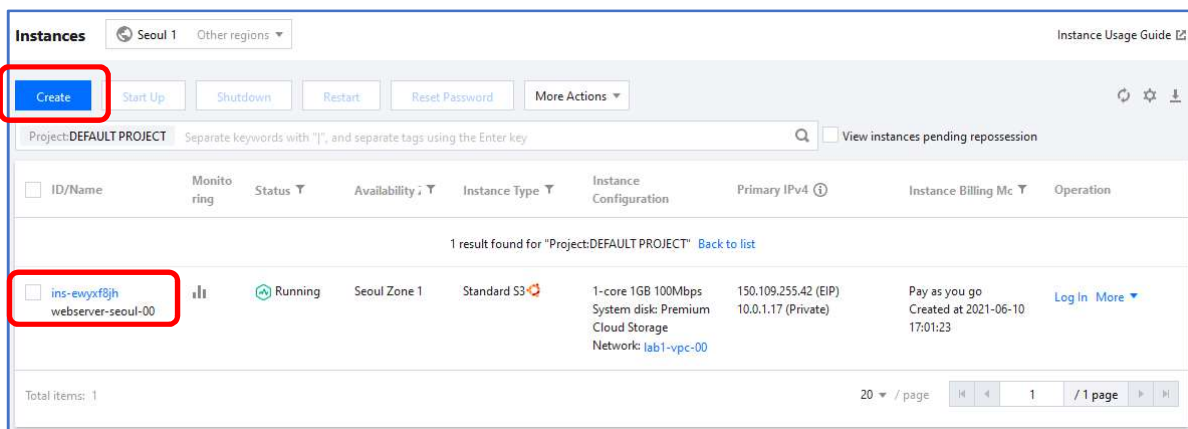 Instances Seoul 1 Other regions Instance Usage Guide
Create Start Up Shutdown Restart Reset Password More Actions
Project:DEFAULT PROJECT Separate keywords with "|", and separate tags using the Enter key View instances pending repossession
ID/Name Monito Status Availability Instance Type Instance Primary IPv4 Instance Billing Mc Operation
ring Configuration
1 result found for "Project:DEFAULT PROJECT" Back to list
ins-ewyxf8jh Running Seoul Zone 1 Standard S3 1-core 1GB 100Mbps 150.109.255.42 (EIP) Pay as you go Log In More
webserver-seoul-00 System disk: Premium 10.0.1.17 (Private) Created at 2021-06-10
Cloud Storage 17:01:23
Network: lab1-vpc-00
Total items: 1 20 / page 1 / 1 page